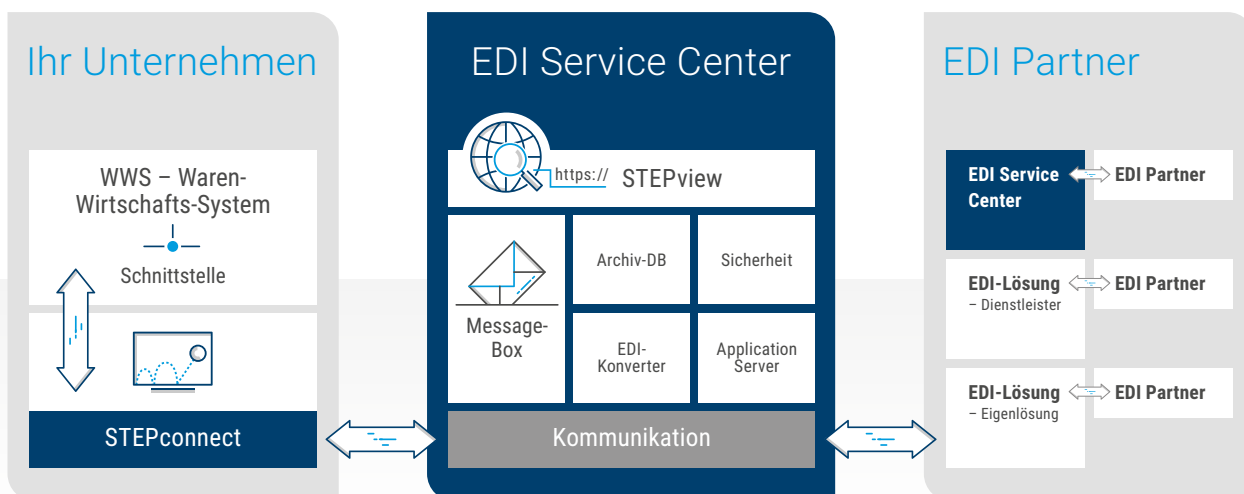 Ihr Unternehmen
WWS – Waren-
Wirtschafts-System
Schnittstelle
STEPconnect
EDI Service Center
https://
STEPview
Message-
Box
Archiv-DB
Sicherheit
EDI-
Konverter
Application
Server
Kommunikation
EDI Partner
EDI Service
Center
EDI Partner
EDI-Lösung
– Dienstleister
EDI Partner
EDI-Lösung
– Eigenlösung
EDI Partner